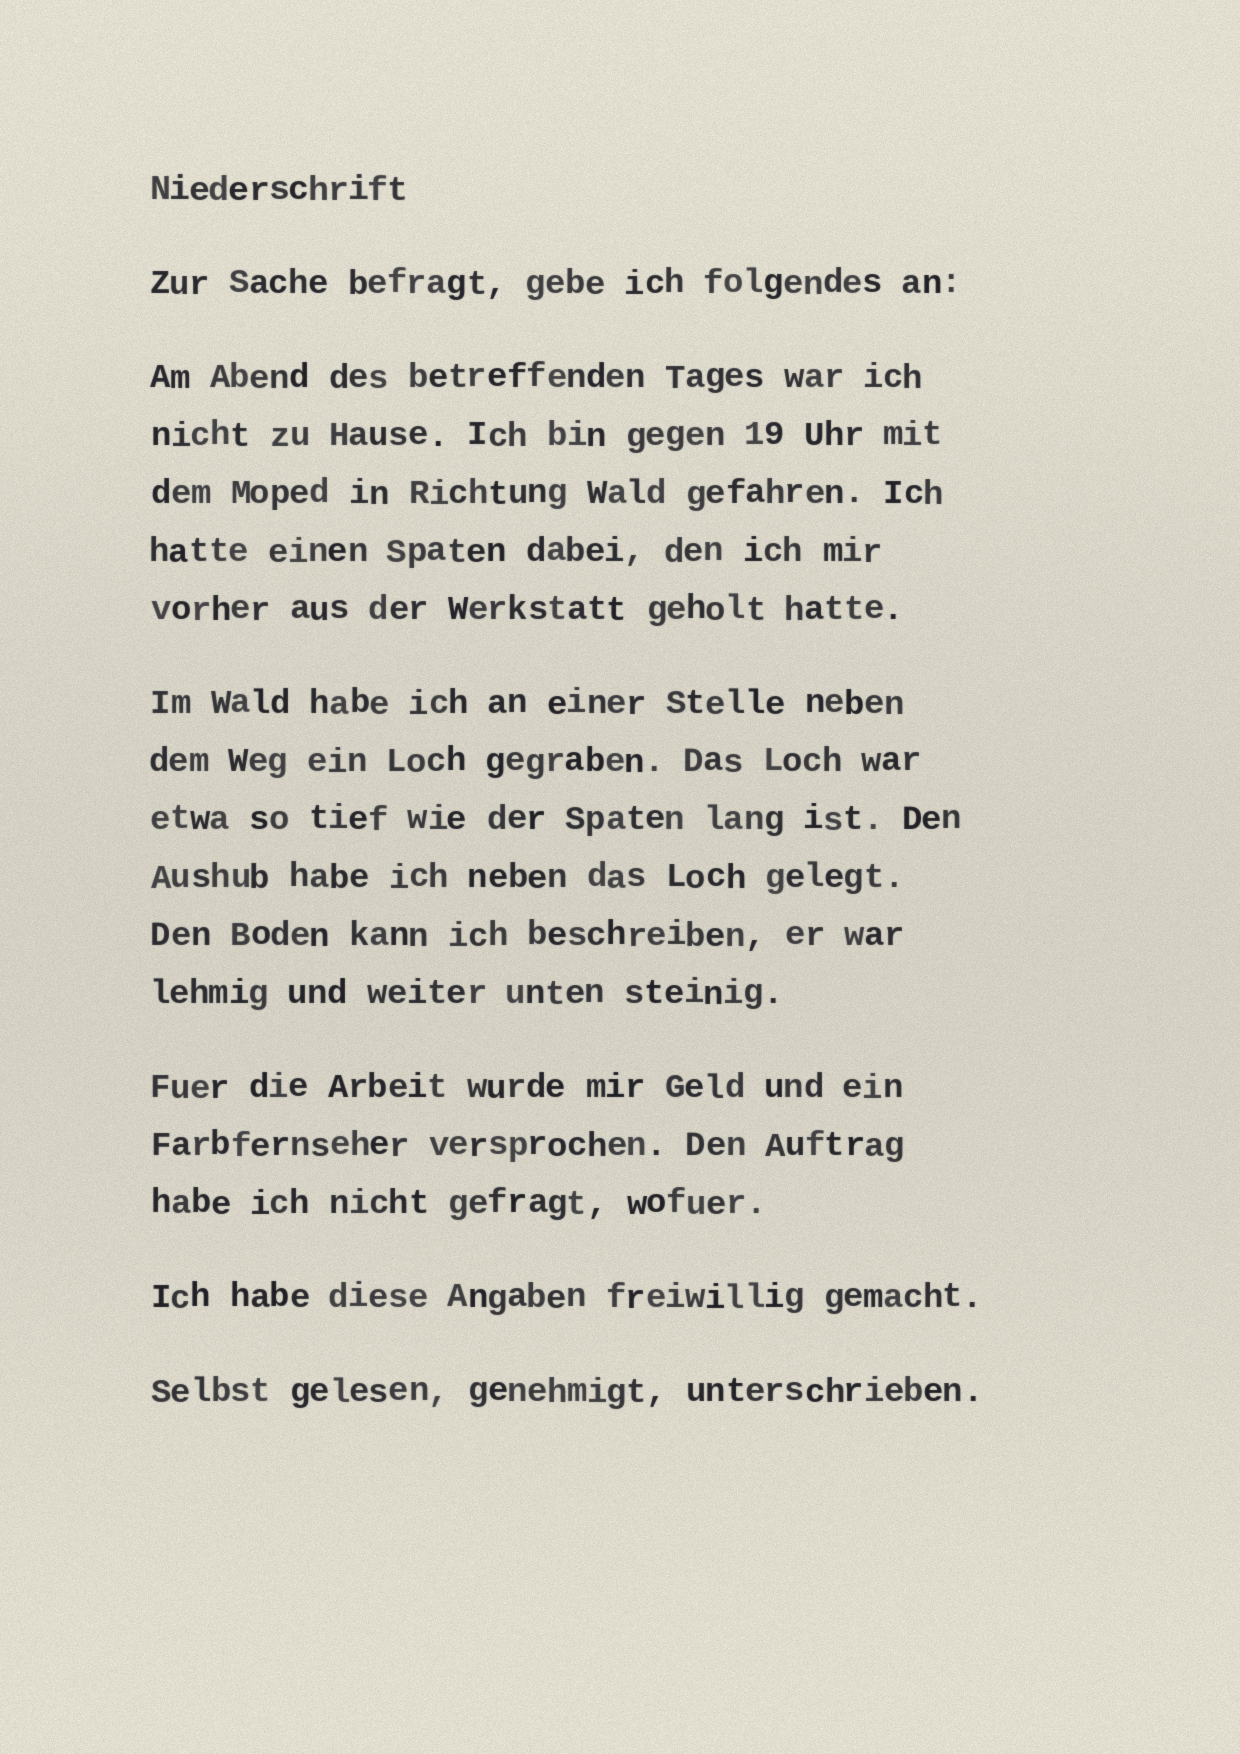 Niederschrift
Zur Sache befragt, gebe ich folgendes an:
Am Abend des betreffenden Tages war ich
nicht zu Hause. Ich bin gegen 19 Uhr mit
dem Moped in Richtung Wald gefahren. Ich
hatte einen Spaten dabei, den ich mir
vorher aus der Werkstatt geholt hatte.
Im Wald habe ich an einer Stelle neben
dem Weg ein Loch gegraben. Das Loch war
etwa so tief wie der Spaten lang ist. Den
Aushub habe ich neben das Loch gelegt.
Den Boden kann ich beschreiben, er war
lehmig und weiter unten steinig.
Fuer die Arbeit wurde mir Geld und ein
Farbfernseher versprochen. Den Auftrag
habe ich nicht gefragt, wofuer.
Ich habe diese Angaben freiwillig gemacht.
Selbst gelesen, genehmigt, unterschrieben.